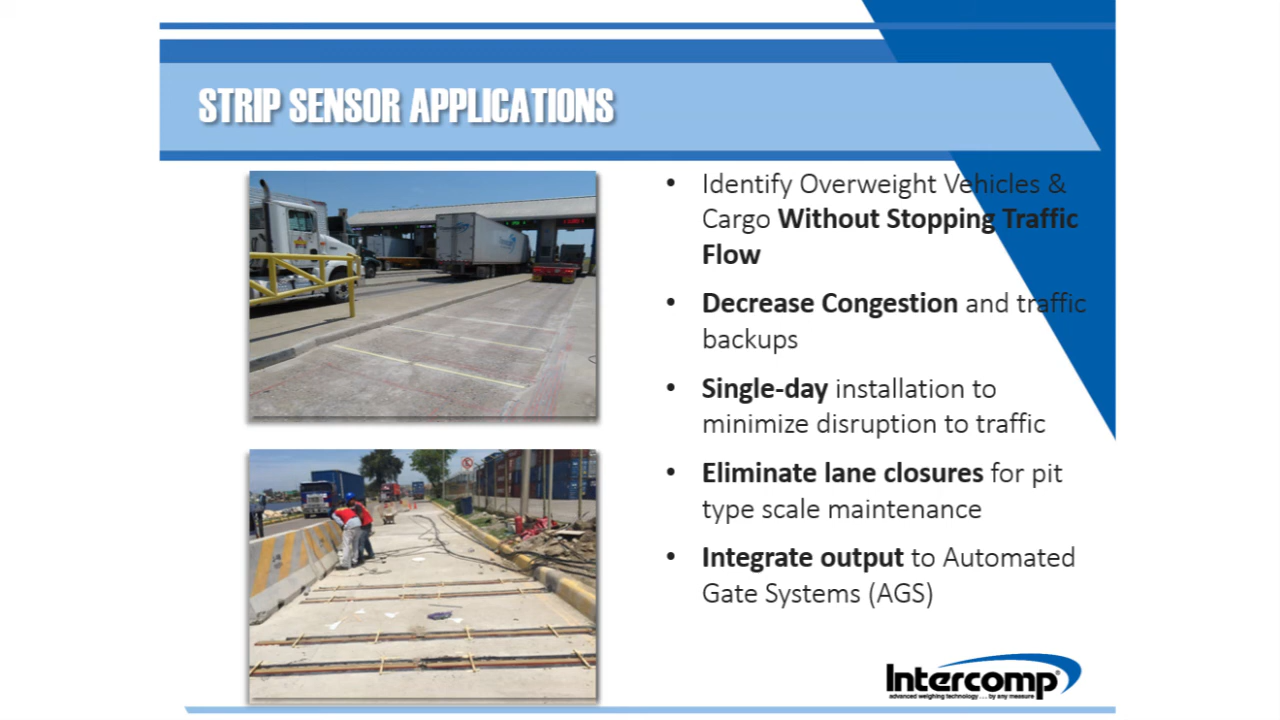 STRIP SENSOR APPLICATIONS
• Identify Overweight Vehicles &
Cargo Without Stopping Traffic
Flow
• Decrease Congestion and traffic
backups
• Single-day installation to
minimize disruption to traffic
• Eliminate lane closures for pit
type scale maintenance
• Integrate output to Automated
Gate Systems (AGS)
Intercomp®
advanced weighing technology . . . by any measure